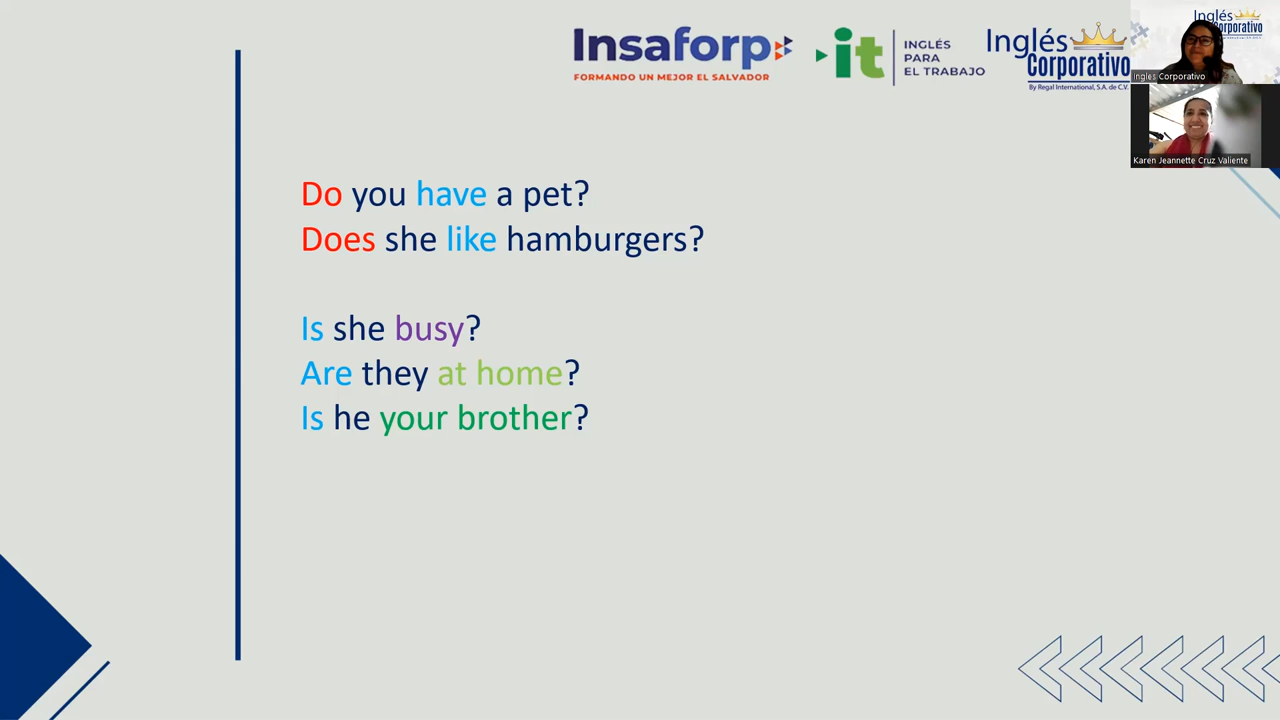 Insaforp
FORMANDO UN MEJOR EL SALVADOR
it
INGLÉS
PARA
EL TRABAJO
Inglés
Corporativo
By Regal International, S.A. de C.V.
Inglés
Corporativo
Ingles Corporativo
Karen Jeannette Cruz Valiente
Do you have a pet?
Does she like hamburgers?
Is she busy?
Are they at home?
Is he your brother?